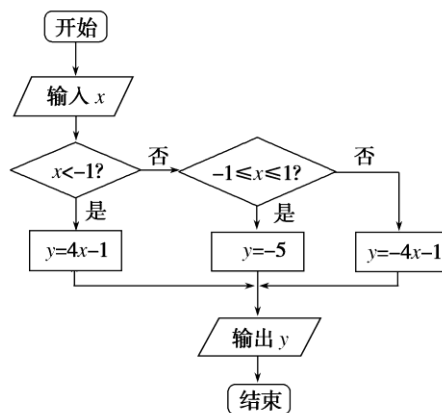 开始
输入 x
x<-1?
否
-1≤x≤1?
否
是
是
y=4x-1
y=-5
y=-4x-1
输出 y
结束